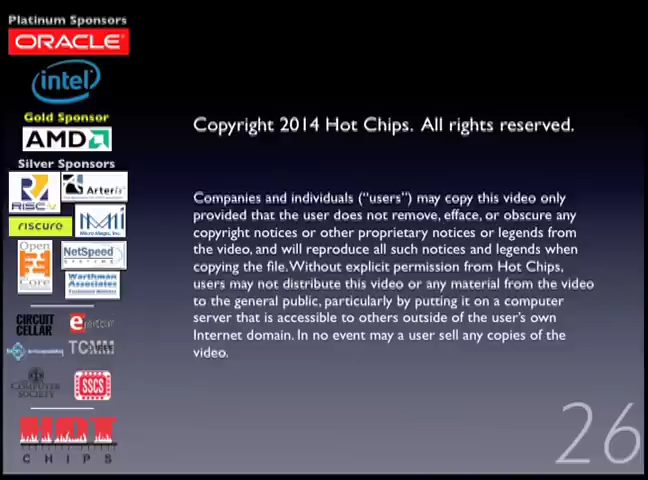 Platinum Sponsors
ORACLE
intel
Gold Sponsor
AMD
Silver Sponsors
RISC
Arteris
riscure
Open
Core
NetSpeed
SYSTEMS
Warthman
Associates
CIRCUIT
CELLAR
COMPUTER
SOCIETY
SSCS
HOT
CHIPS
Copyright 2014 Hot Chips. All rights reserved.
Companies and individuals (“users”) may copy this video only
provided that the user does not remove, efface, or obscure any
copyright notices or other proprietary notices or legends from
the video, and will reproduce all such notices and legends when
copying the file. Without explicit permission from Hot Chips,
users may not distribute this video or any material from the video
to the general public, particularly by putting it on a computer
server that is accessible to others outside of the user’s own
Internet domain. In no event may a user sell any copies of the
video.
26